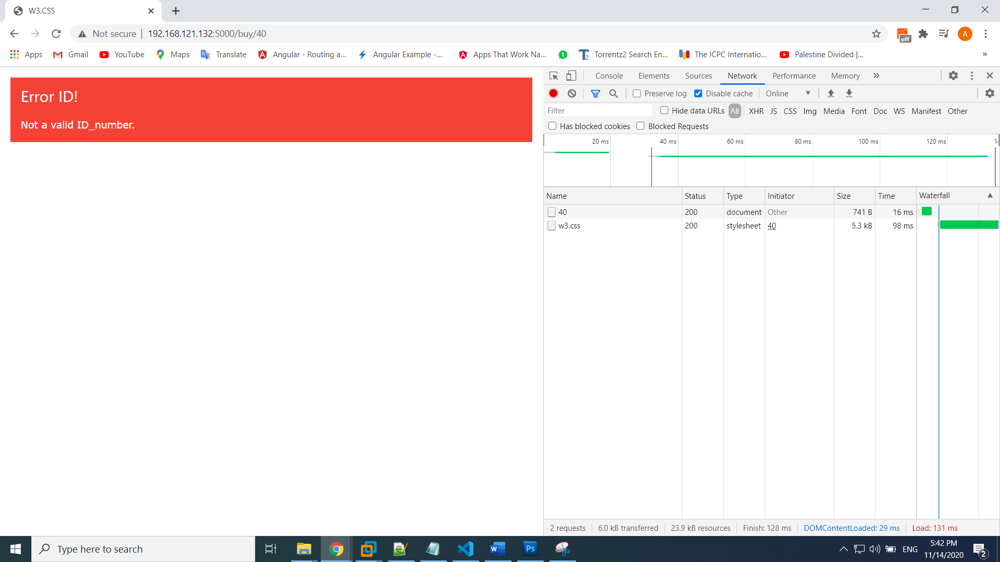 W3.CSS
Not secure
192.168.121.132:5000/buy/40
off
A
Apps
Gmail
YouTube
Maps
Translate
Angular - Routing a...
Angular Example -...
Apps That Work Na...
1
Torrentz2 Search En...
The ICPC Internatio...
Palestine Divided |...
»
Error ID!
Not a valid ID_number.
Console Elements Sources Network Performance Memory »
Preserve log Disable cache Online
Filter Hide data URLs All XHR JS CSS Img Media Font Doc WS Manifest Other
Has blocked cookies Blocked Requests
20 ms 40 ms 60 ms 80 ms 100 ms 120 ms
Name Status Type Initiator Size Time Waterfall
40 200 document Other 741 B 16 ms
w3.css 200 stylesheet 40 5.3 kB 98 ms
2 requests 6.0 kB transferred 23.9 kB resources Finish: 128 ms DOMContentLoaded: 29 ms Load: 131 ms
Type here to search
W
Ps
ENG
5:42 PM
11/14/2020
2